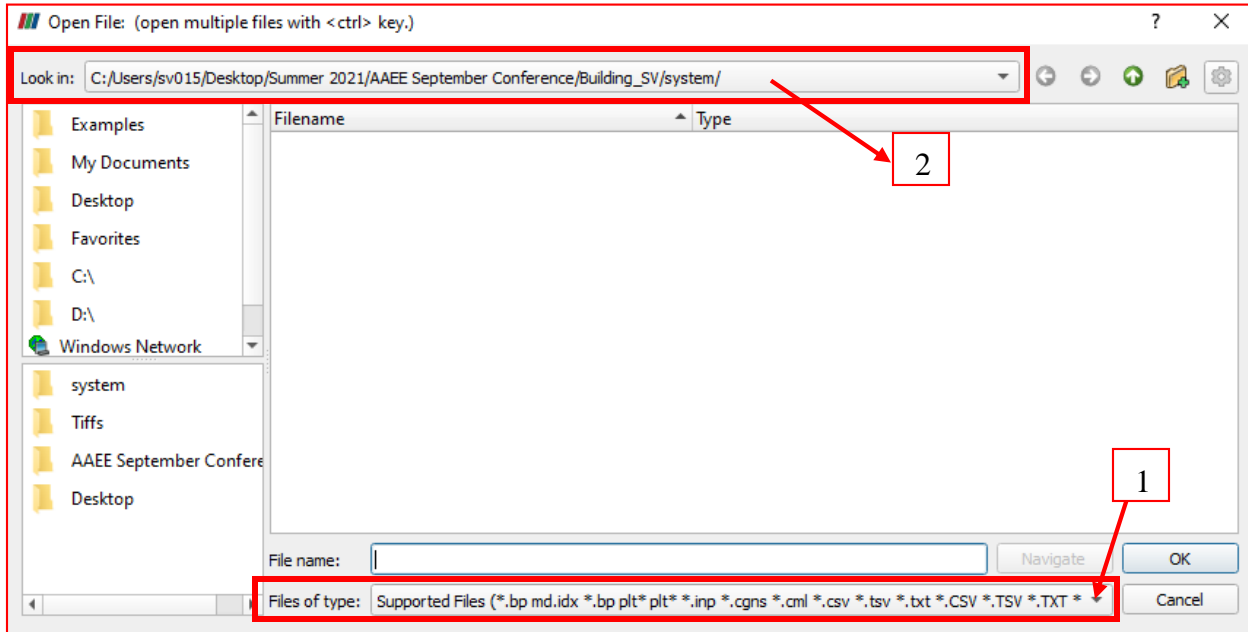 Open File: (open multiple files with <ctrl> key.)
?
Look in: C:/Users/sv015/Desktop/Summer 2021/AAEE September Conference/Building_SV/system/
Examples
My Documents
Desktop
Favorites
C:\
D:\
Windows Network
system
Tiffs
AAEE September Confere
Desktop
Filename Type
2
1
File name: Navigate OK
Files of type: Supported Files (*.bp md.idx *.bp plt* plt* *.inp *.cgns *.cml *.csv *.tsv *.txt *.CSV *.TSV *.TXT * Cancel